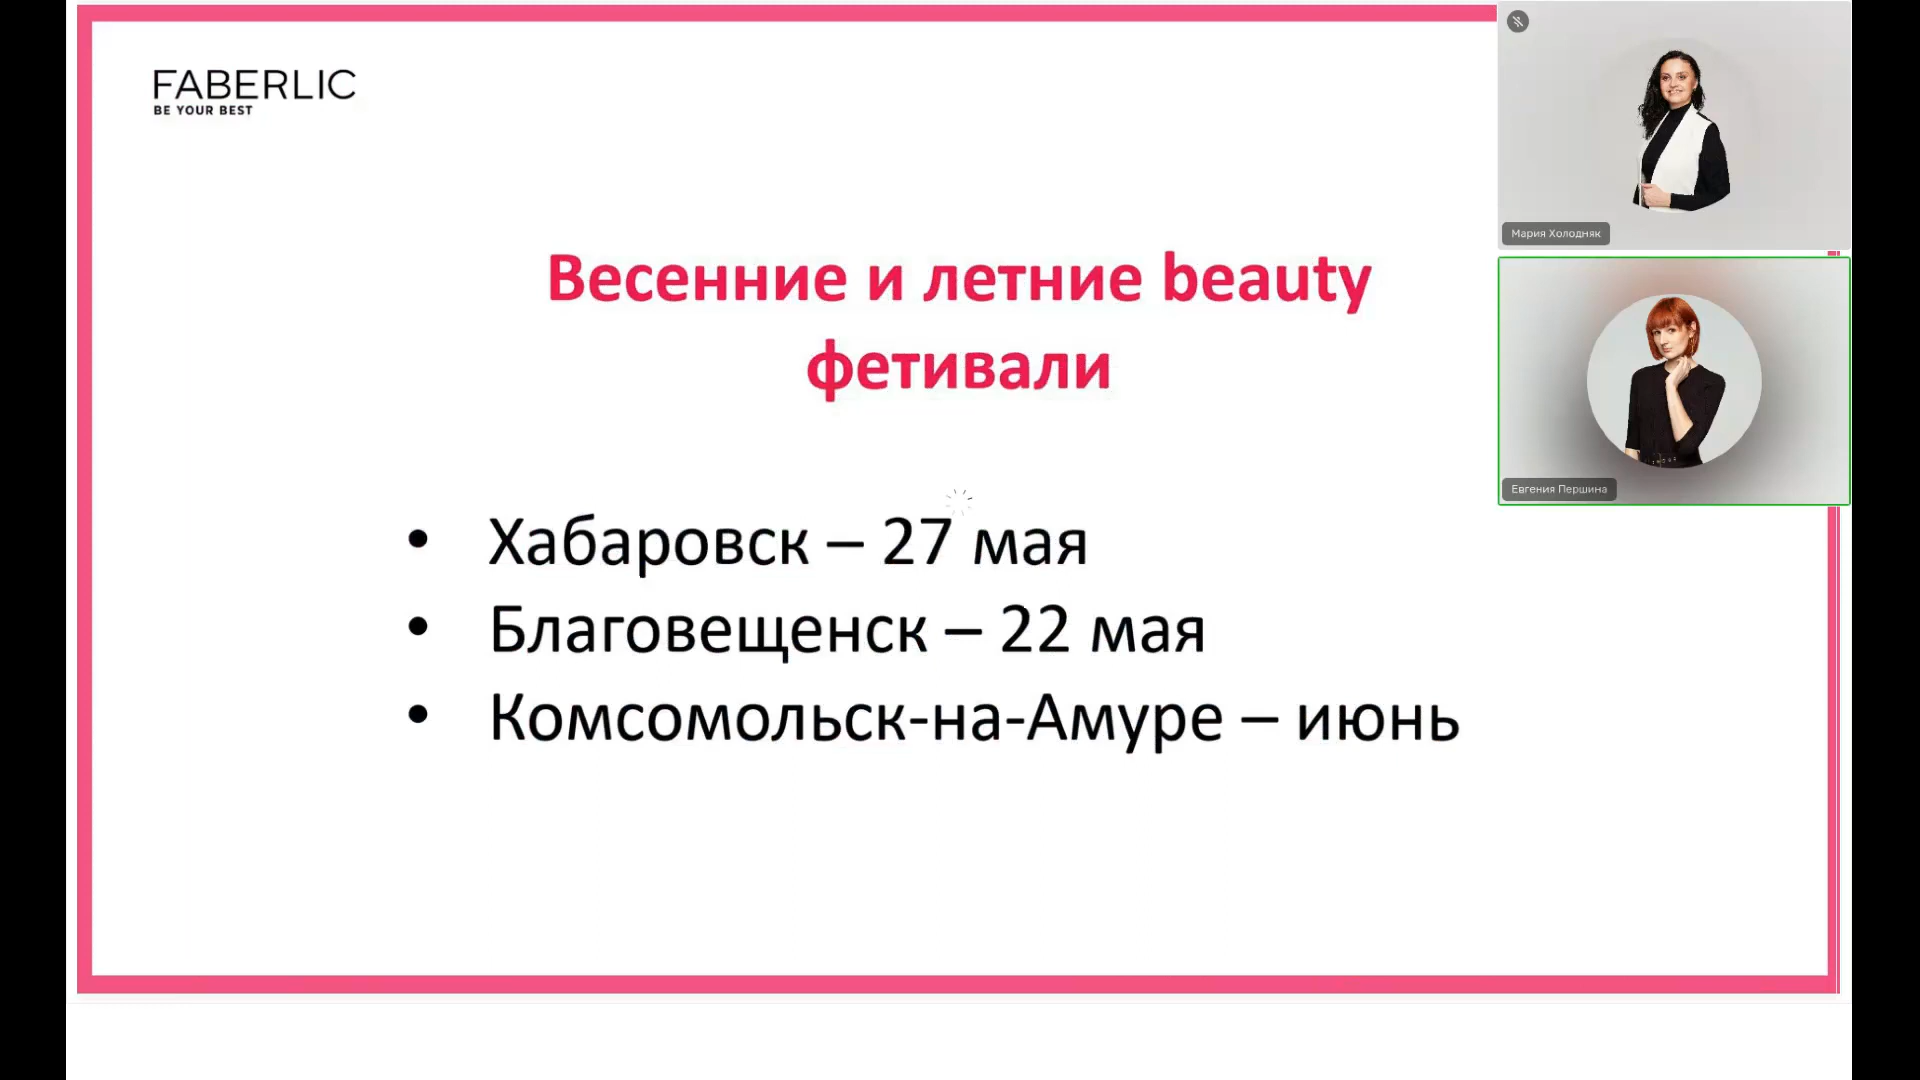 FABERLIC
BE YOUR BEST
Весенние и летние beauty
фетивали
• Хабаровск – 27 мая
• Благовещенск – 22 мая
• Комсомольск-на-Амуре – июнь
Мария Холодняк
Евгения Першина